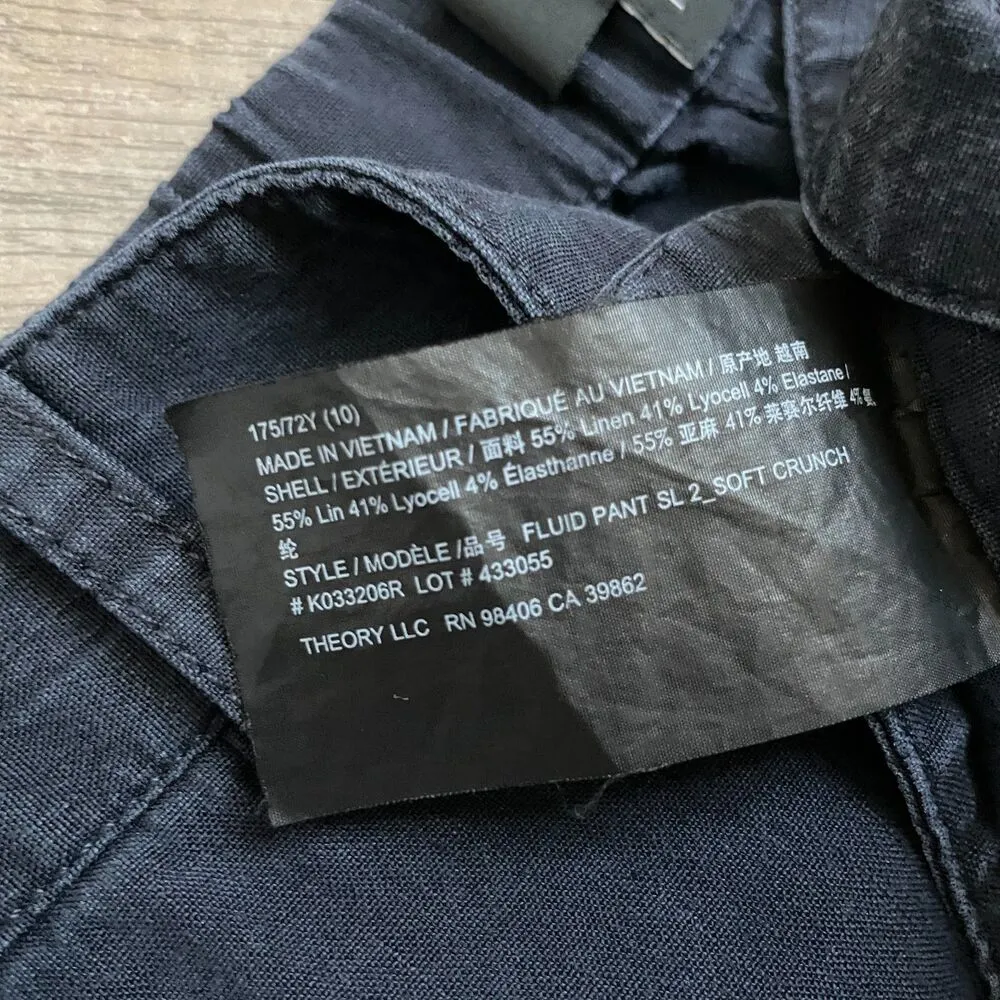 175/72Y (10)
MADE IN VIETNAM / FABRIQUÉ AU VIETNAM / 原产地 越南
SHELL / EXTÉRIEUR / 面料 55% Linen 41% Lyocell 4% Elastane /
55% Lin 41% Lyocell 4% Élasthanne / 55% 亚麻 41% 莱赛尔纤维 4% 氨
纶
STYLE / MODÈLE /品号 FLUID PANT SL 2_SOFT CRUNCH
# K033206R LOT # 433055
THEORY LLC RN 98406 CA 39862